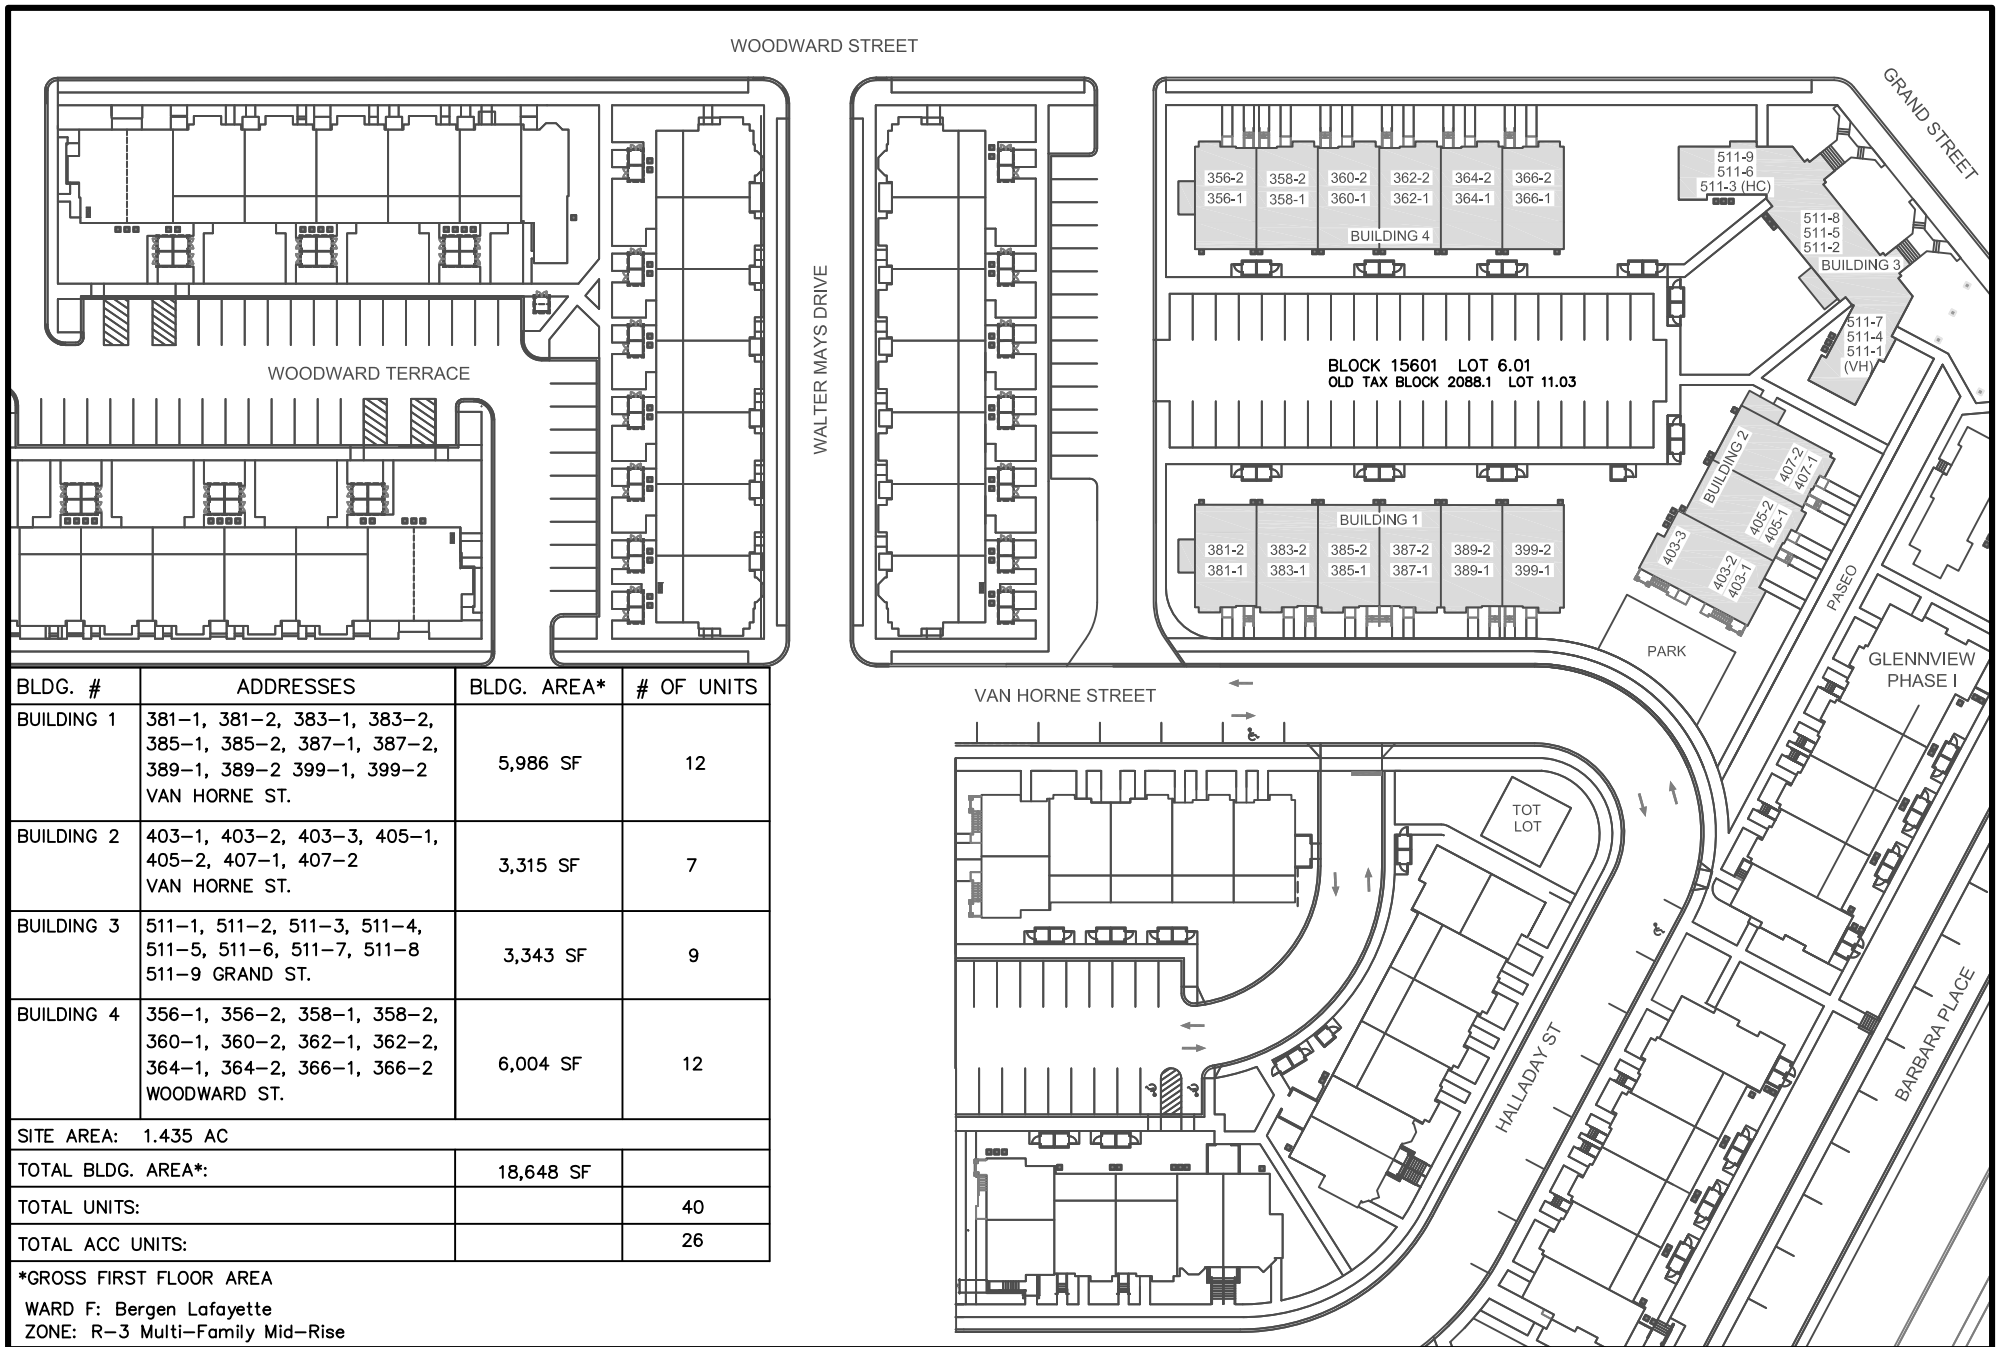 WOODWARD STREET
GRAND STREET
WALTER MAYS DRIVE
WOODWARD TERRACE
356-2 358-2 360-2 362-2 364-2 366-2
356-1 358-1 360-1 362-1 364-1 366-1
BUILDING 4
511-9
511-6
511-3 (HC)
511-8
511-5
511-2
BUILDING 3
511-7
511-4
511-1
(VH)
BLOCK 15601 LOT 6.01
OLD TAX BLOCK 2088.1 LOT 11.03
BUILDING 2
407-2
407-1
405-2
405-1
403-3
403-2
403-1
BUILDING 1
381-2 383-2 385-2 387-2 389-2 399-2
381-1 383-1 385-1 387-1 389-1 399-1
PASEO
PARK
GLENNVIEW
PHASE I
VAN HORNE STREET
TOT
LOT
HALLADAY ST
BARBARA PLACE
BLDG. # ADDRESSES BLDG. AREA* # OF UNITS
BUILDING 1 381-1, 381-2, 383-1, 383-2,
385-1, 385-2, 387-1, 387-2,
389-1, 389-2 399-1, 399-2
VAN HORNE ST.
5,986 SF 12
BUILDING 2 403-1, 403-2, 403-3, 405-1,
405-2, 407-1, 407-2
VAN HORNE ST.
3,315 SF 7
BUILDING 3 511-1, 511-2, 511-3, 511-4,
511-5, 511-6, 511-7, 511-8
511-9 GRAND ST.
3,343 SF 9
BUILDING 4 356-1, 356-2, 358-1, 358-2,
360-1, 360-2, 362-1, 362-2,
364-1, 364-2, 366-1, 366-2
WOODWARD ST.
6,004 SF 12
SITE AREA: 1.435 AC
TOTAL BLDG. AREA*: 18,648 SF
TOTAL UNITS: 40
TOTAL ACC UNITS: 26
*GROSS FIRST FLOOR AREA
WARD F: Bergen Lafayette
ZONE: R-3 Multi-Family Mid-Rise